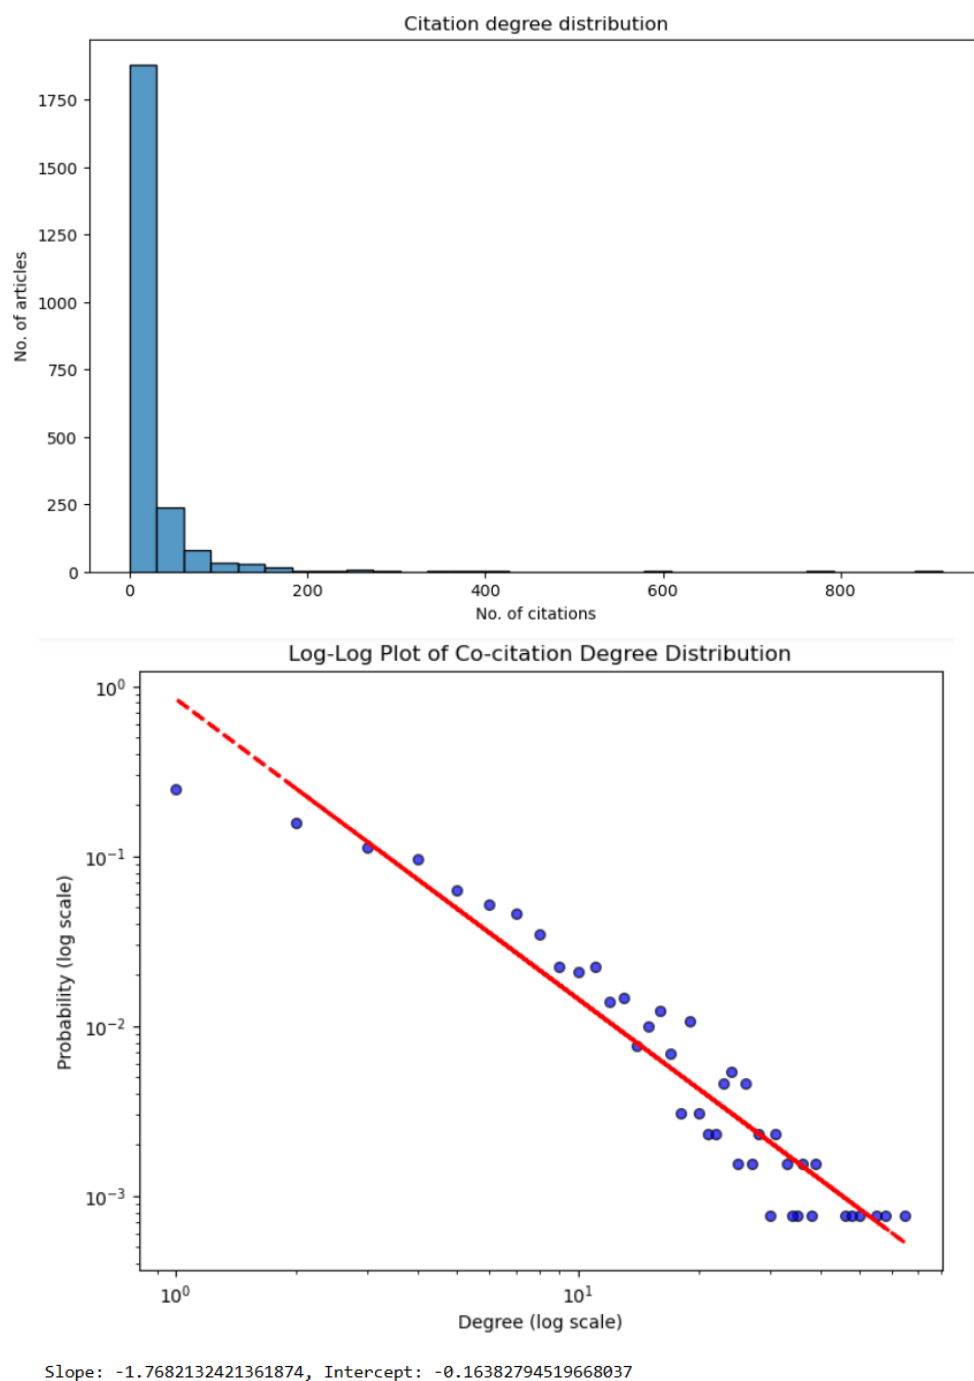 Citation degree distribution
1750
1500
1250
1000
750
500
250
0
No. of articles
0 200 400 600 800
No. of citations
Log-Log Plot of Co-citation Degree Distribution
10⁰
10⁻¹
10⁻²
10⁻³
Probability (log scale)
10⁰ 10¹
Degree (log scale)
Slope: -1.7682132421361874, Intercept: -0.16382794519668037